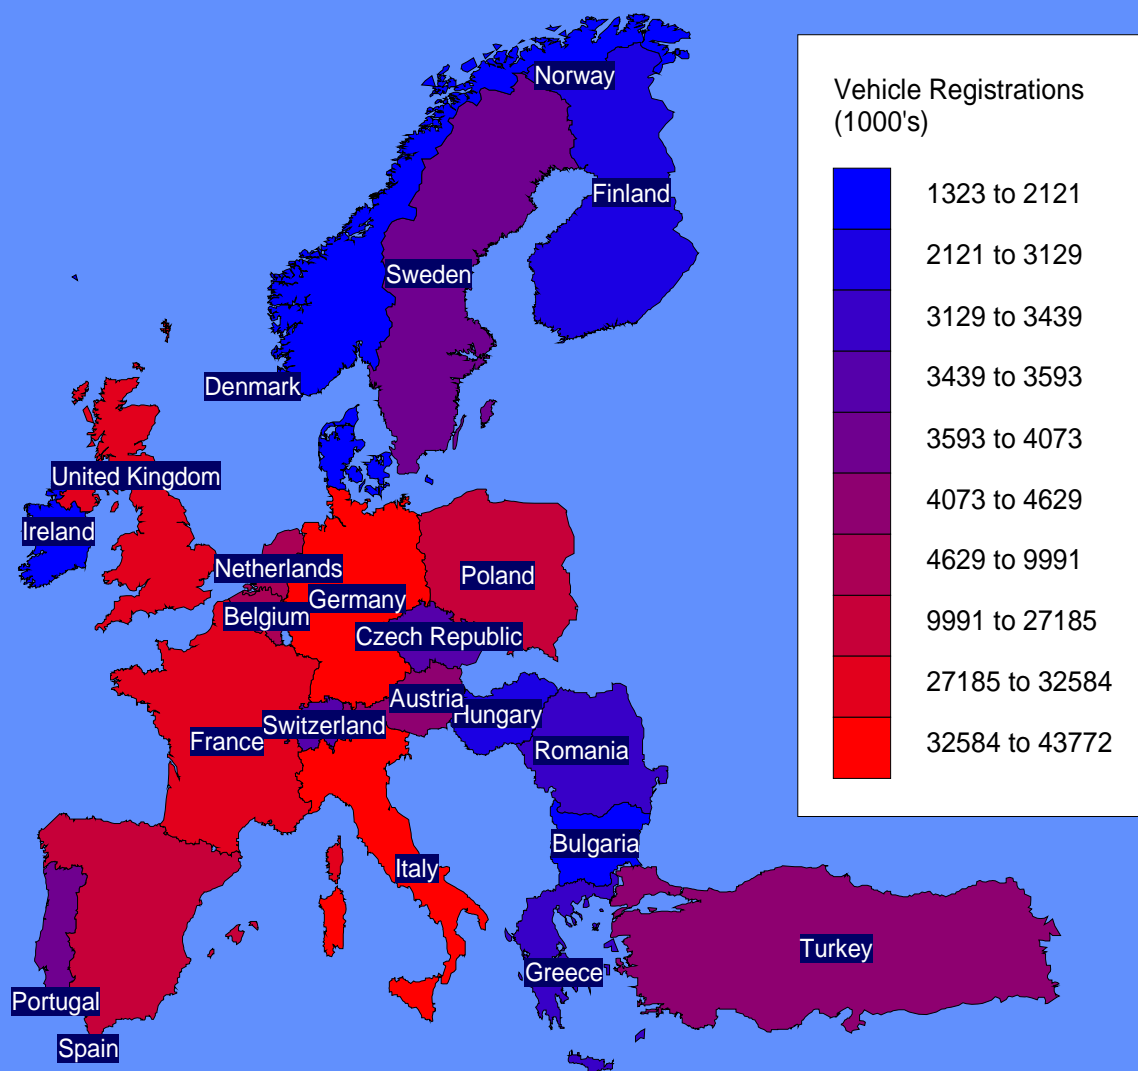 Norway
Finland
Sweden
Denmark
United Kingdom
Ireland
Netherlands
Germany
Poland
Belgium
Czech Republic
Austria
Switzerland
Hungary
France
Romania
Bulgaria
Italy
Turkey
Greece
Portugal
Spain
Vehicle Registrations
(1000's)
1323 to 2121
2121 to 3129
3129 to 3439
3439 to 3593
3593 to 4073
4073 to 4629
4629 to 9991
9991 to 27185
27185 to 32584
32584 to 43772